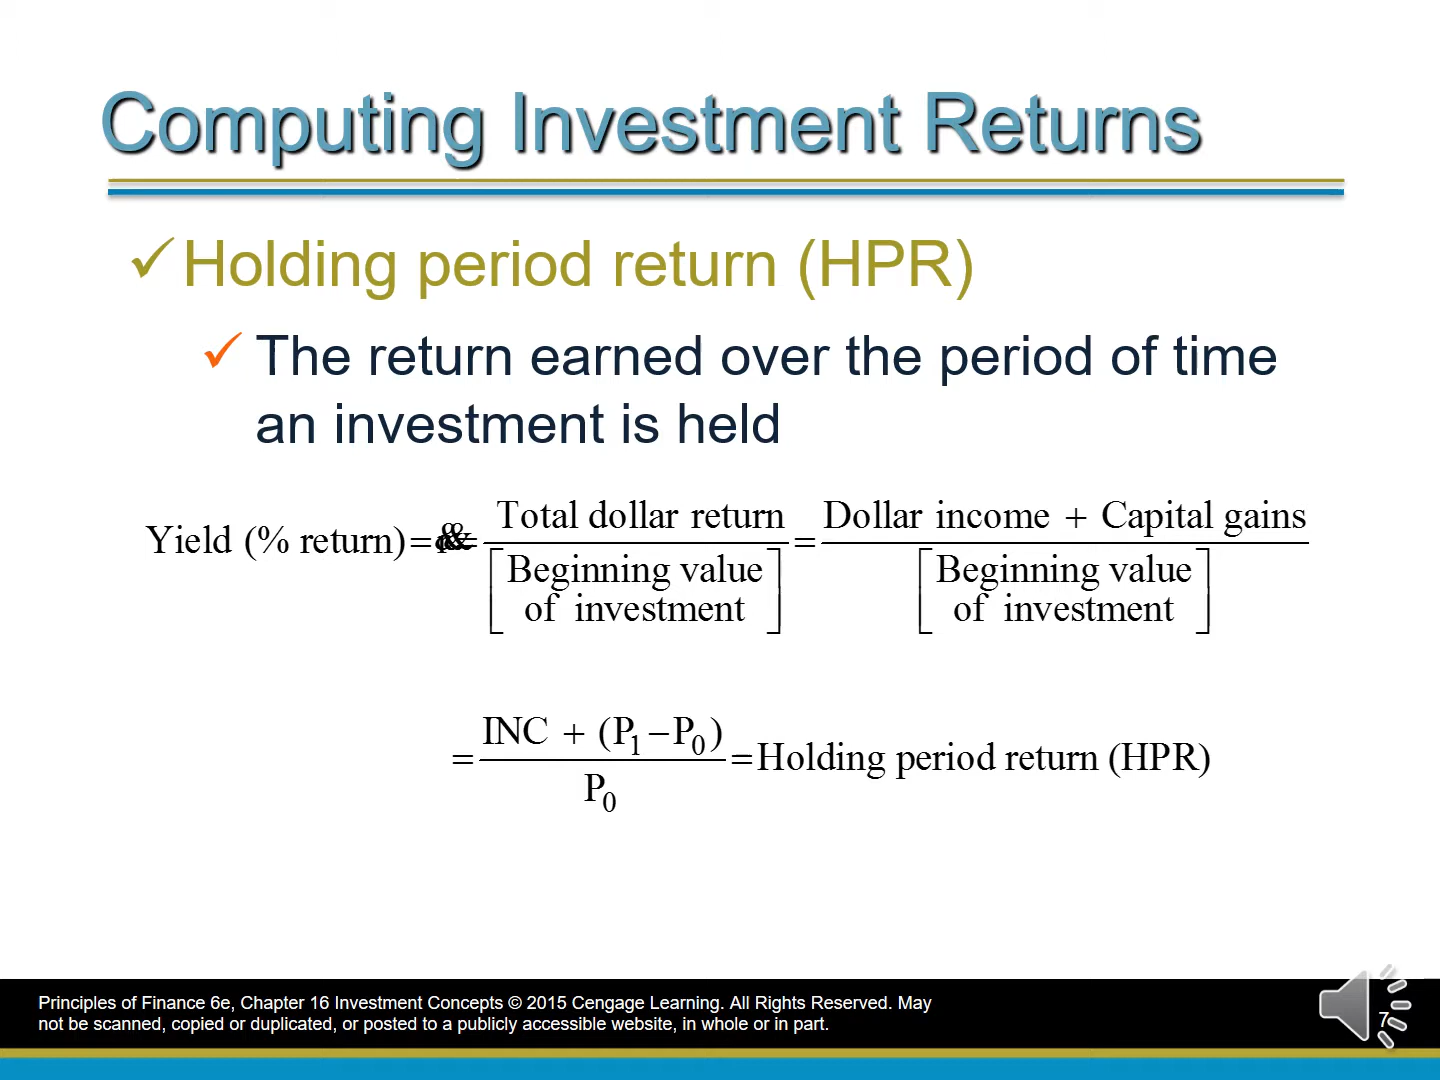 Computing Investment Returns
Holding period return (HPR)
The return earned over the period of time
an investment is held
Yield (% return) = = Total dollar return / [Beginning value of investment] = Dollar income + Capital gains / [Beginning value of investment]
= INC + (P₁ − P₀) / P₀ = Holding period return (HPR)
Principles of Finance 6e, Chapter 16 Investment Concepts © 2015 Cengage Learning. All Rights Reserved. May
not be scanned, copied or duplicated, or posted to a publicly accessible website, in whole or in part.
7